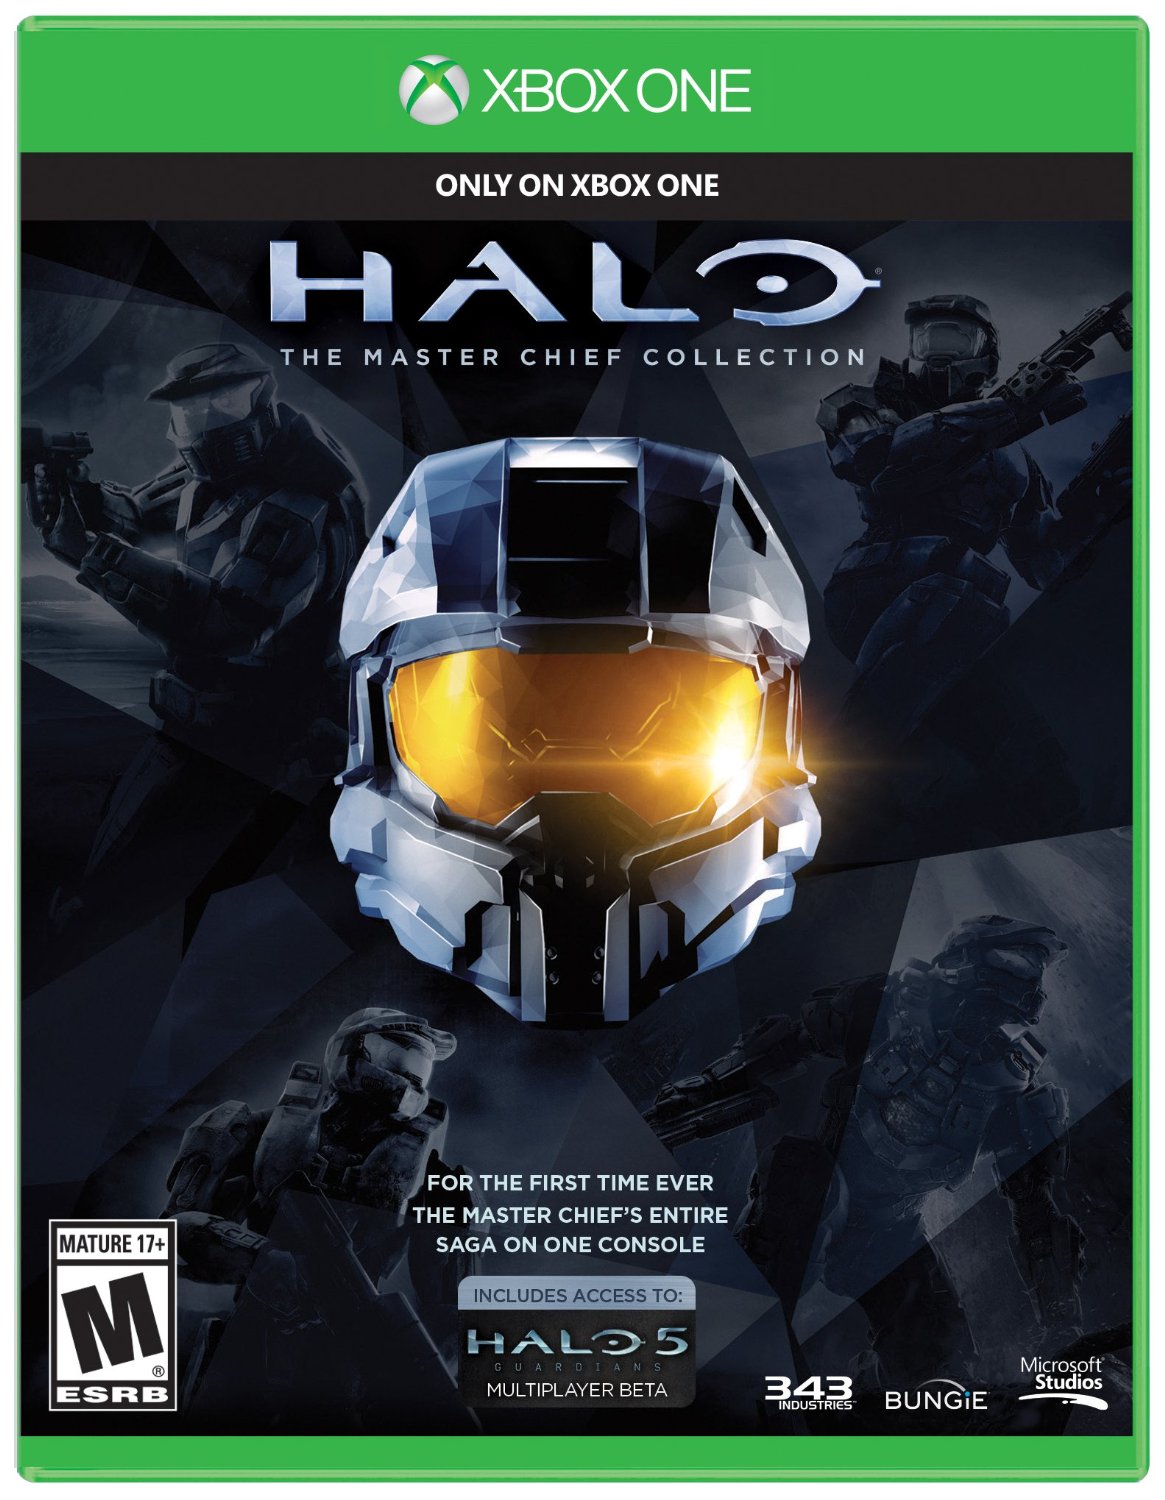 XBOX ONE
ONLY ON XBOX ONE
HALO®
THE MASTER CHIEF COLLECTION
FOR THE FIRST TIME EVER
THE MASTER CHIEF'S ENTIRE
SAGA ON ONE CONSOLE
INCLUDES ACCESS TO:
HALO 5
GUARDIANS
MULTIPLAYER BETA
MATURE 17+
M®
ESRB
343
INDUSTRIES™
BUNGiE
Microsoft®
Studios